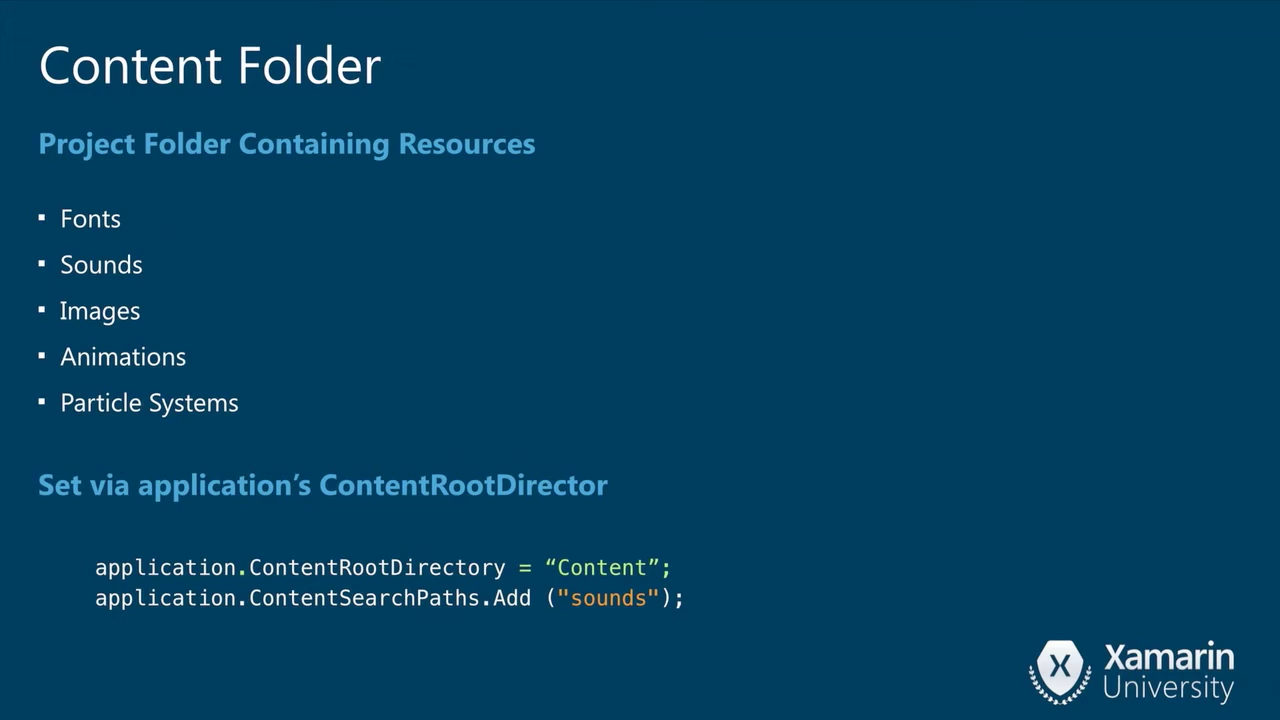 Content Folder
Project Folder Containing Resources
▪ Fonts
▪ Sounds
▪ Images
▪ Animations
▪ Particle Systems
Set via application’s ContentRootDirector
application.ContentRootDirectory = “Content”;
application.ContentSearchPaths.Add ("sounds");
X
Xamarin
University